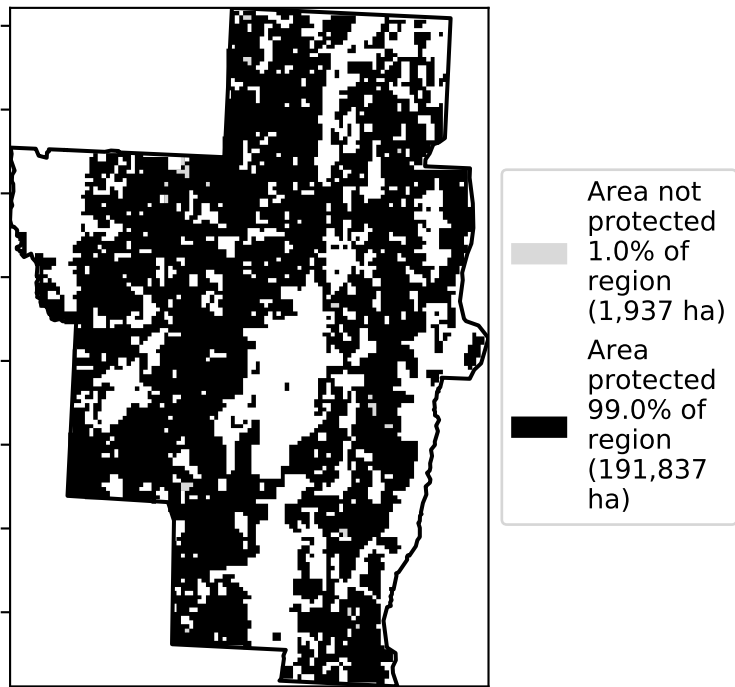 Area not
protected
1.0% of
region
(1,937 ha)
Area
protected
99.0% of
region
(191,837
ha)